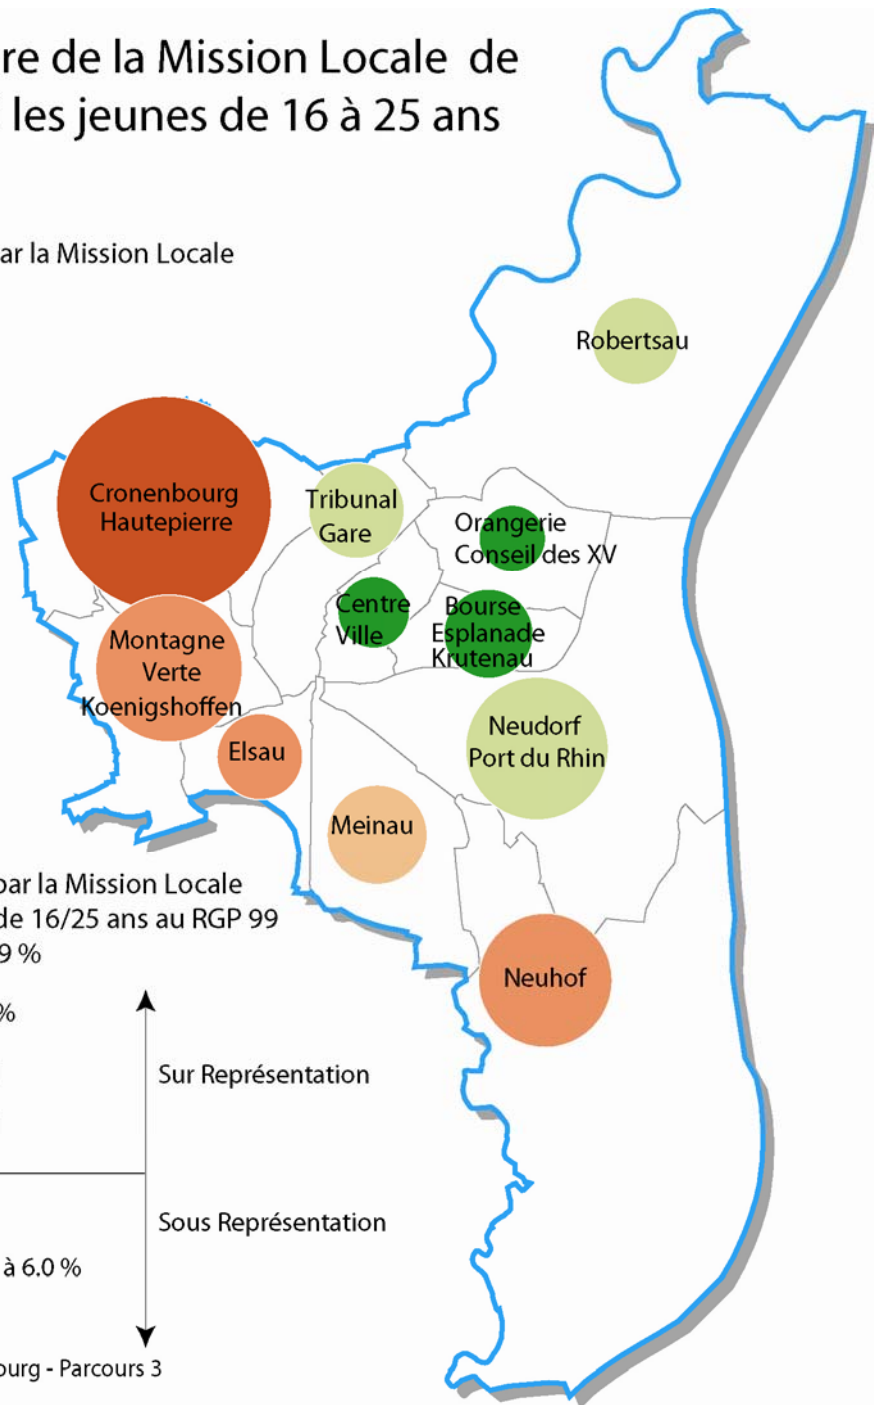 re de la Mission Locale de
les jeunes de 16 à 25 ans
ar la Mission Locale
Robertsau
Cronenbourg
Hautepierre
Tribunal
Gare
Orangerie
Conseil des XV
Centre
Ville
Bourse
Esplanade
Krutenau
Montagne
Verte
Koenigshoffen
Elsau
Neudorf
Port du Rhin
Meinau
Neuhof
par la Mission Locale
de 16/25 ans au RGP 99
9 %
%
Sur Représentation
Sous Représentation
à 6.0 %
ourg - Parcours 3